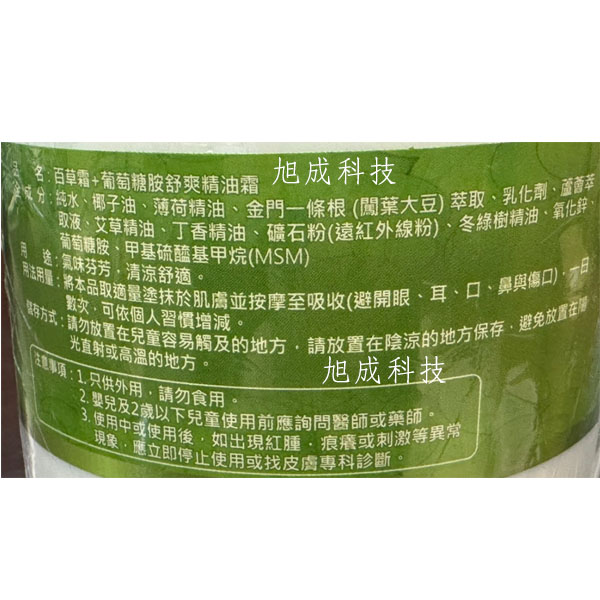 品　名：百草霜+葡萄糖胺舒爽精油霜
旭成科技
成　分：純水、椰子油、薄荷精油、金門一條根(闊葉大豆)萃取、乳化劑、蘆薈萃
取液、艾草精油、丁香精油、礦石粉(遠紅外線粉)、冬綠樹精油、氧化鋅、
葡萄糖胺、甲基硫醯基甲烷(MSM)
用　途：氣味芬芳，清涼舒適。
用法用量：將本品取適量塗抹於肌膚並按摩至吸收(避開眼、耳、口、鼻與傷口)，一日
數次，可依個人習慣增減。
儲存方式：請勿放置在兒童容易觸及的地方，請放置在陰涼的地方保存，避免放置在陽
光直射或高溫的地方。
旭成科技
注意事項：1. 只供外用，請勿食用。
2. 嬰兒及2歲以下兒童使用前應詢問醫師或藥師。
3. 使用中或使用後，如出現紅腫，痕癢或刺激等異常
現象，應立即停止使用或找皮膚專科診斷。